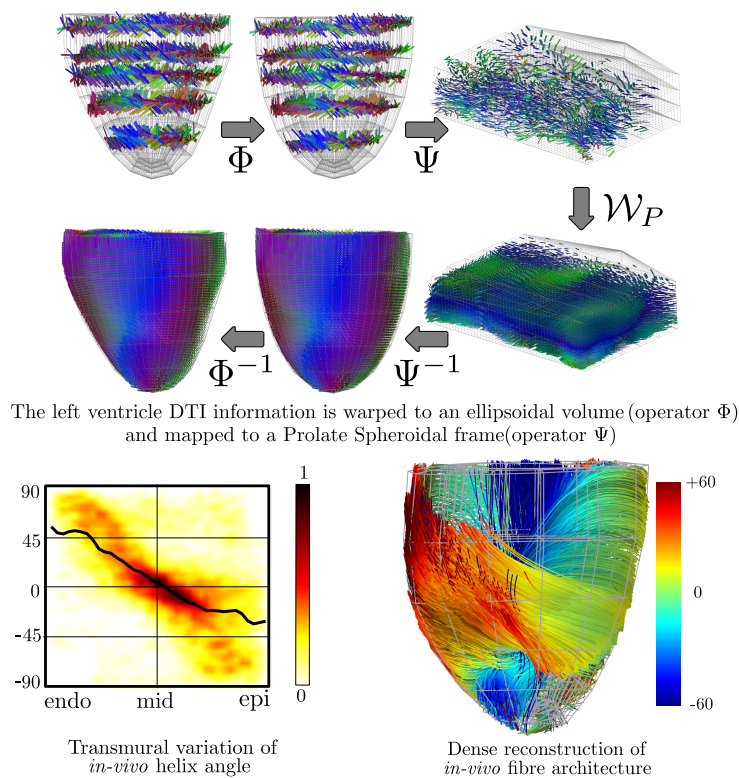 Φ
Ψ
𝒲_P
Φ⁻¹
Ψ⁻¹
The left ventricle DTI information is warped to an ellipsoidal volume (operator Φ)
and mapped to a Prolate Spheroidal frame(operator Ψ)
90
45
0
-45
-90
endo
mid
epi
1
0
+60
0
-60
Transmural variation of
in-vivo helix angle
Dense reconstruction of
in-vivo fibre architecture